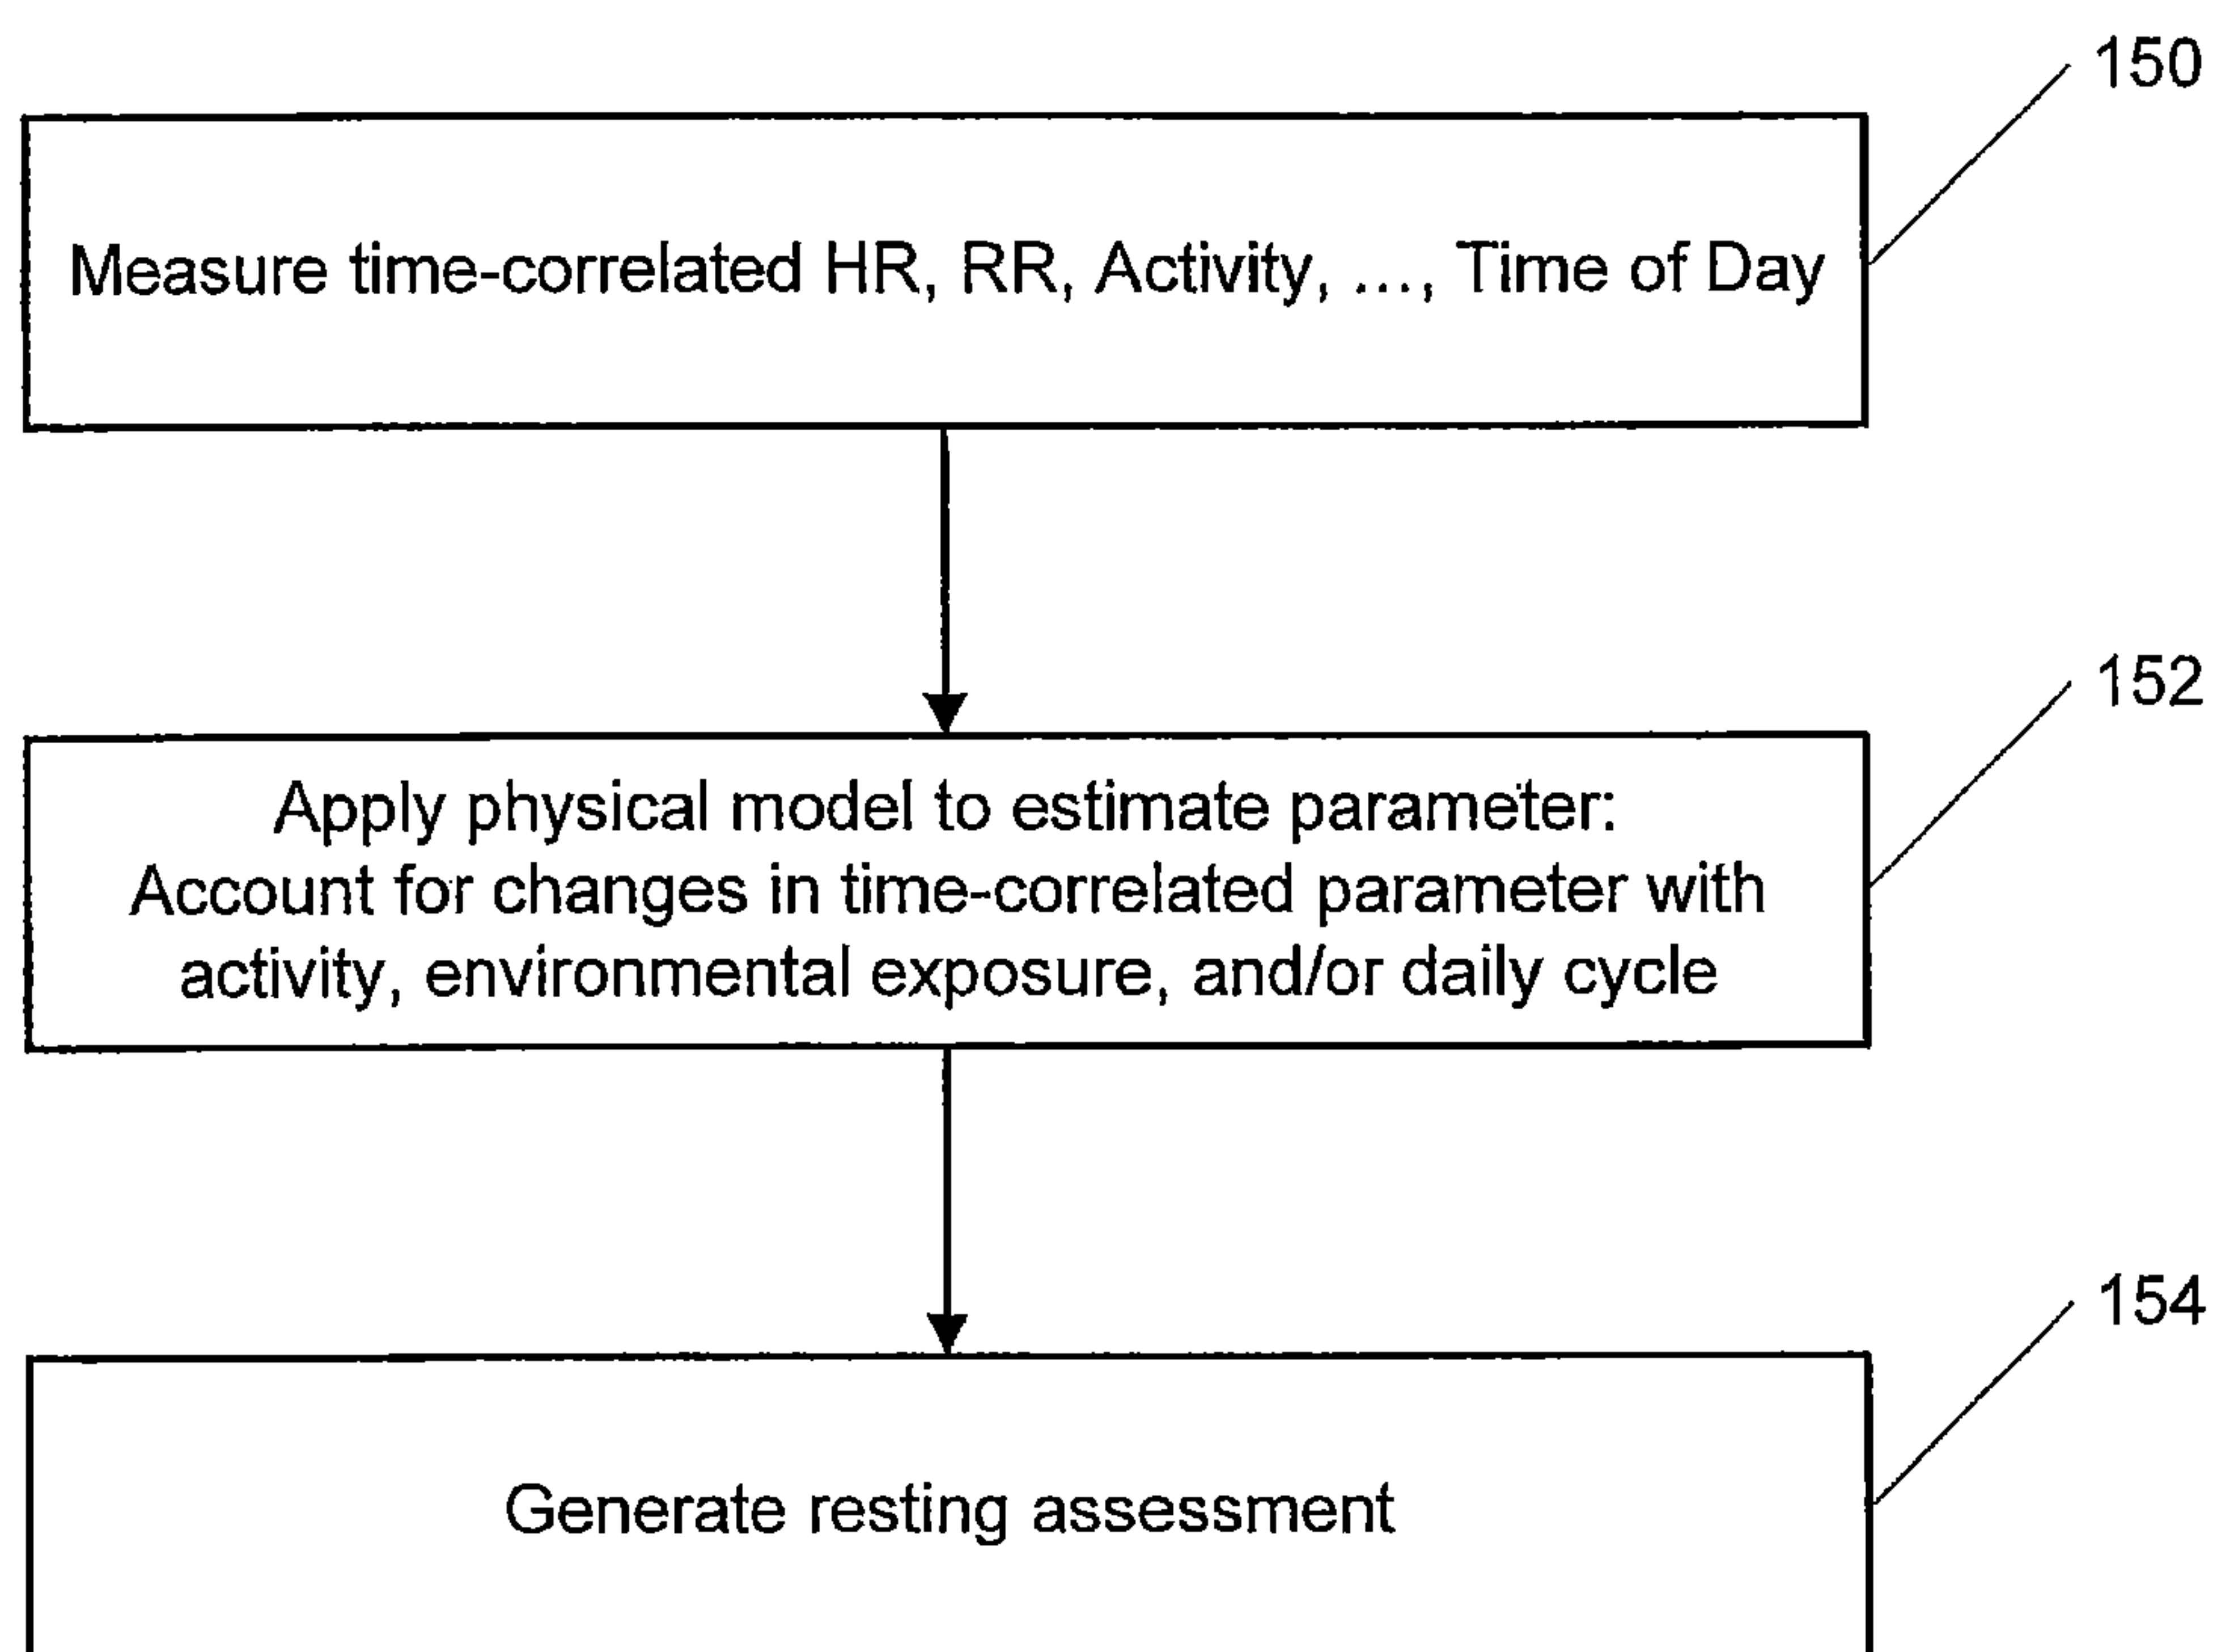 150
Measure time-correlated HR, RR, Activity, ..., Time of Day
152
Apply physical model to estimate parameter:
Account for changes in time-correlated parameter with
activity, environmental exposure, and/or daily cycle
154
Generate resting assessment